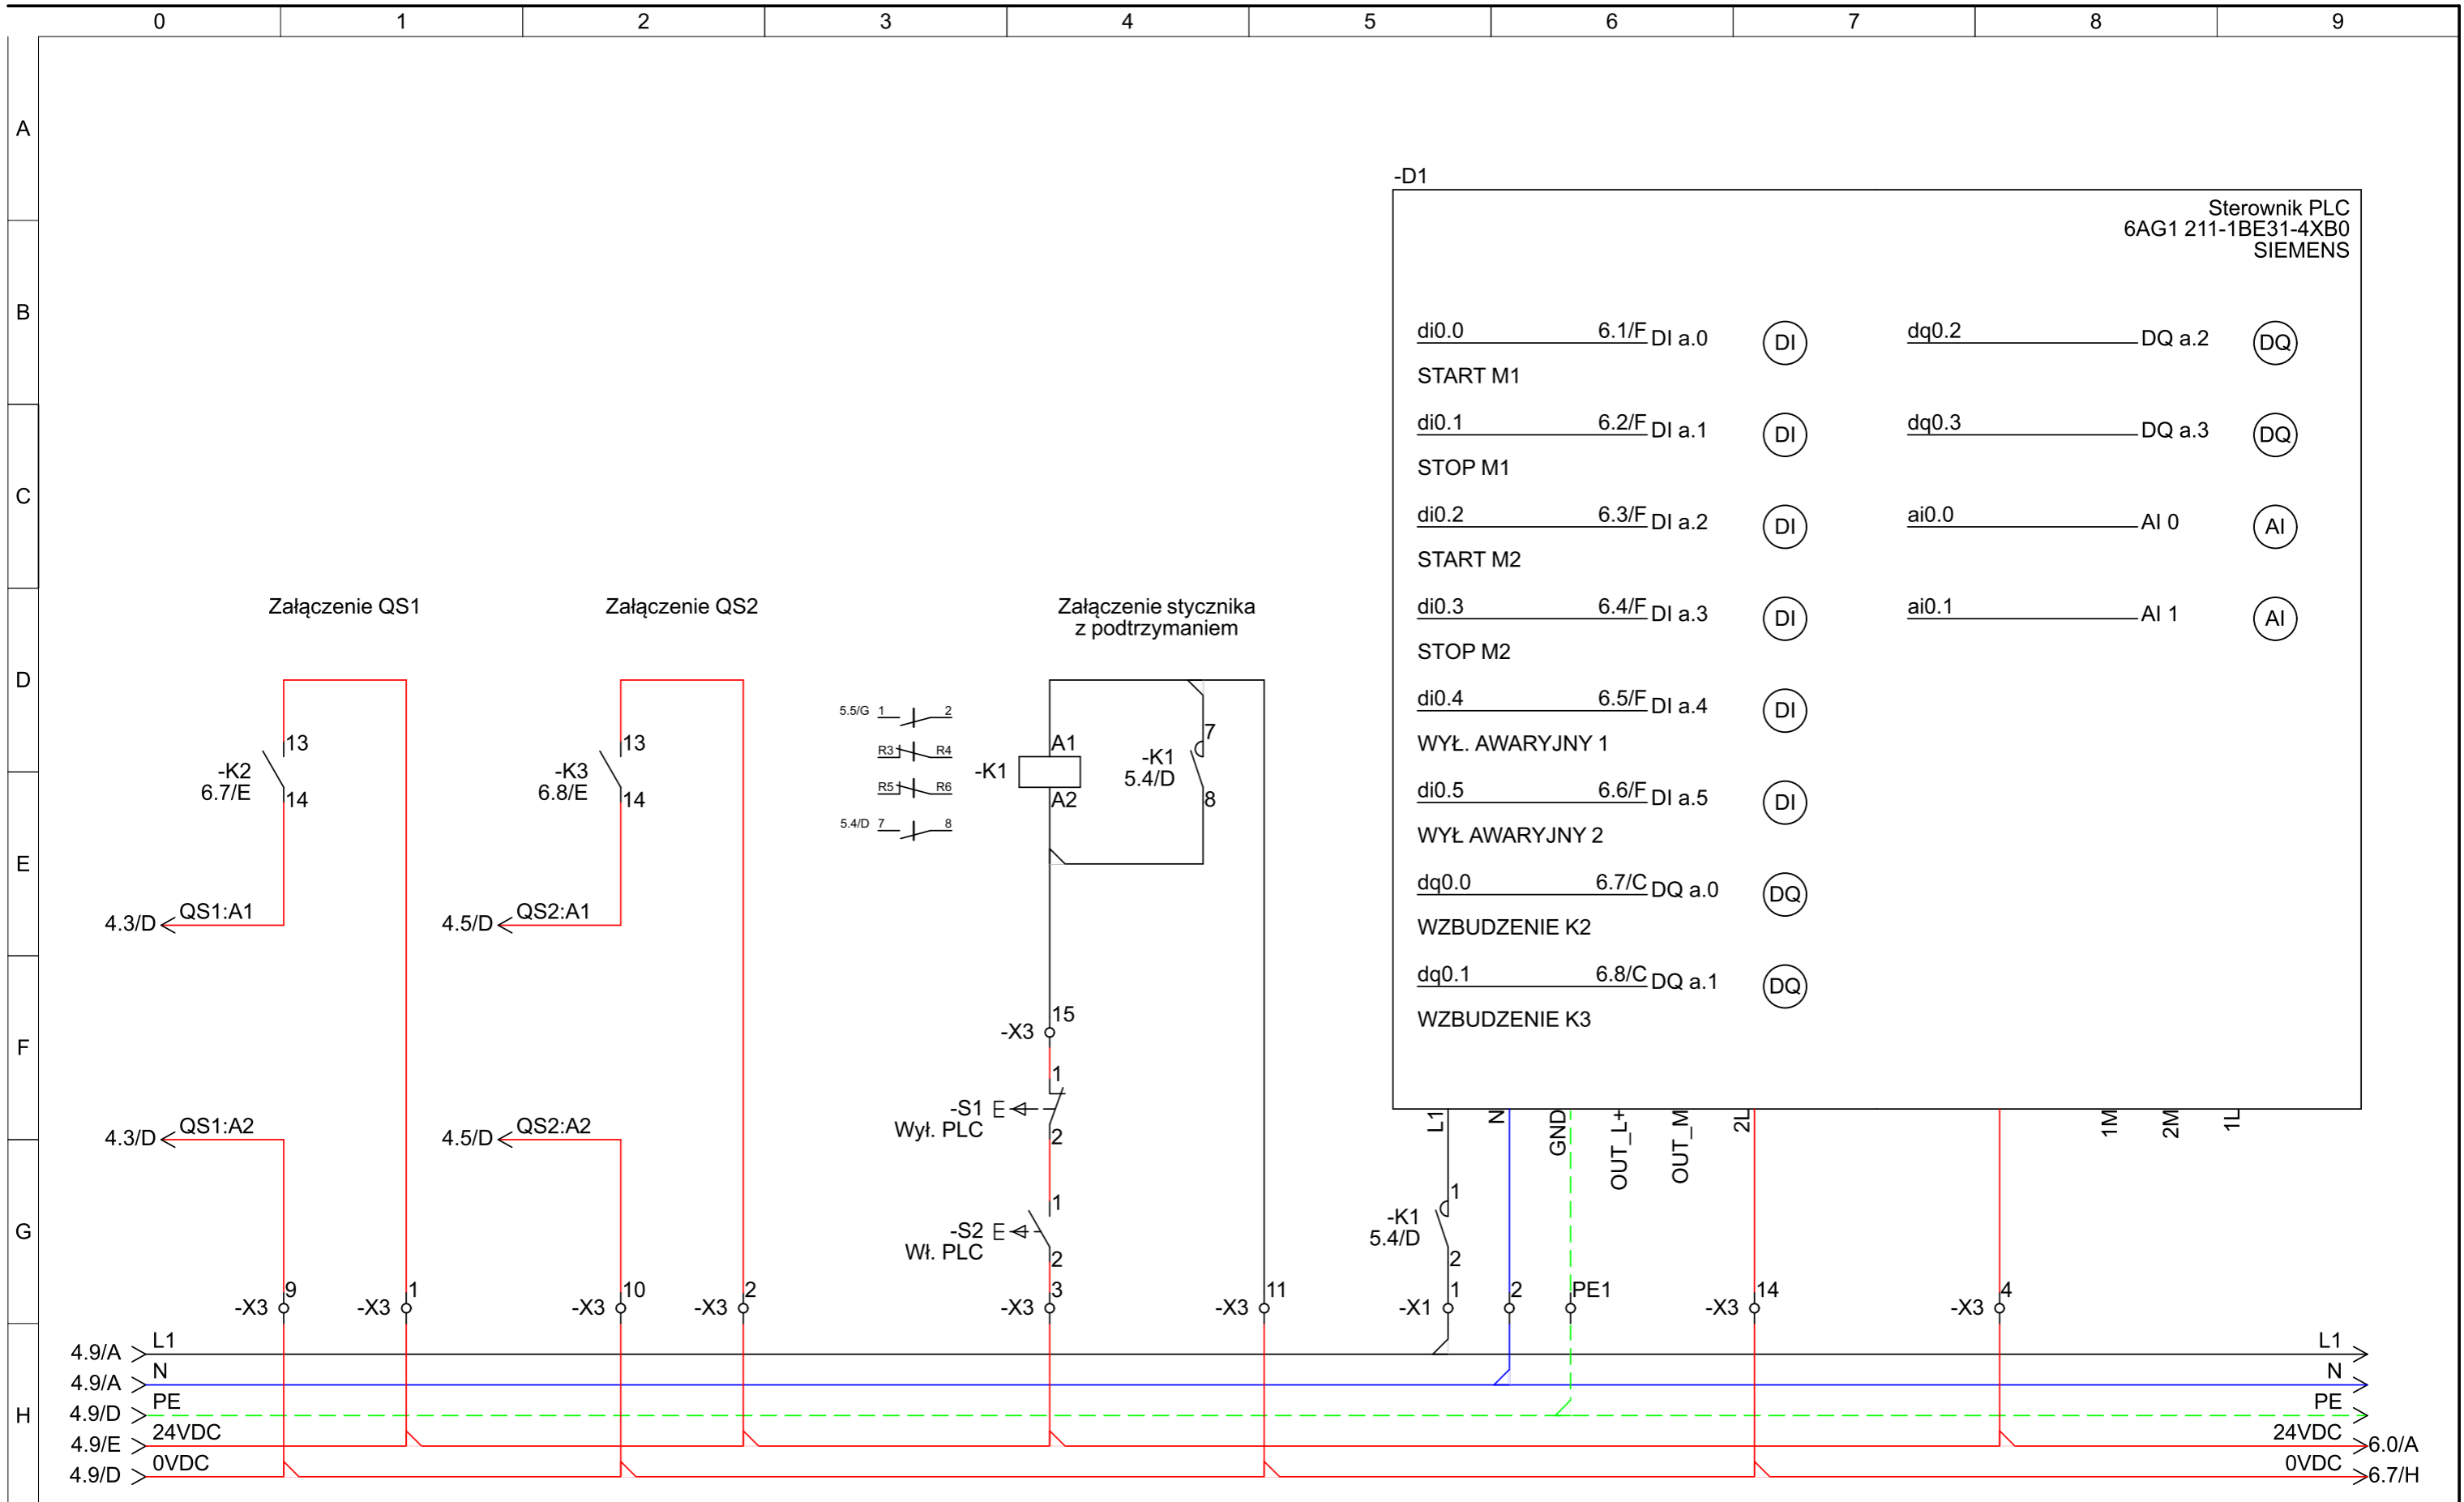 0 1 2 3 4 5 6 7 8 9
A
B
C
D
E
F
G
H
Załączenie QS1
-K2
6.7/E
13
14
4.3/D
QS1:A1
4.3/D
QS1:A2
-X3
9
-X3
1
Załączenie QS2
-K3
6.8/E
13
14
4.5/D
QS2:A1
4.5/D
QS2:A2
-X3
10
-X3
2
Załączenie stycznika
z podtrzymaniem
5.5/G 1 2
R3 R4
R5 R6
5.4/D 7 8
-K1
A1
A2
-K1
5.4/D
7
8
-X3
15
-S1
Wył. PLC
1
2
-S2
Wł. PLC
1
2
-X3
3
-X3
11
-D1
Sterownik PLC
6AG1 211-1BE31-4XB0
SIEMENS
di0.0 6.1/F DI a.0 DI
START M1
di0.1 6.2/F DI a.1 DI
STOP M1
di0.2 6.3/F DI a.2 DI
START M2
di0.3 6.4/F DI a.3 DI
STOP M2
di0.4 6.5/F DI a.4 DI
WYŁ. AWARYJNY 1
di0.5 6.6/F DI a.5 DI
WYŁ AWARYJNY 2
dq0.0 6.7/C DQ a.0 DQ
WZBUDZENIE K2
dq0.1 6.8/C DQ a.1 DQ
WZBUDZENIE K3
dq0.2 DQ a.2 DQ
dq0.3 DQ a.3 DQ
ai0.0 AI 0 AI
ai0.1 AI 1 AI
L1
N
GND
OUT_L+
OUT_M
2L
1M
2M
1L
-K1
5.4/D
1
2
-X1
1
2
PE1
-X3
14
-X3
4
4.9/A L1 L1
4.9/A N N
4.9/D PE PE
4.9/E 24VDC 24VDC 6.0/A
4.9/D 0VDC 0VDC 6.7/H